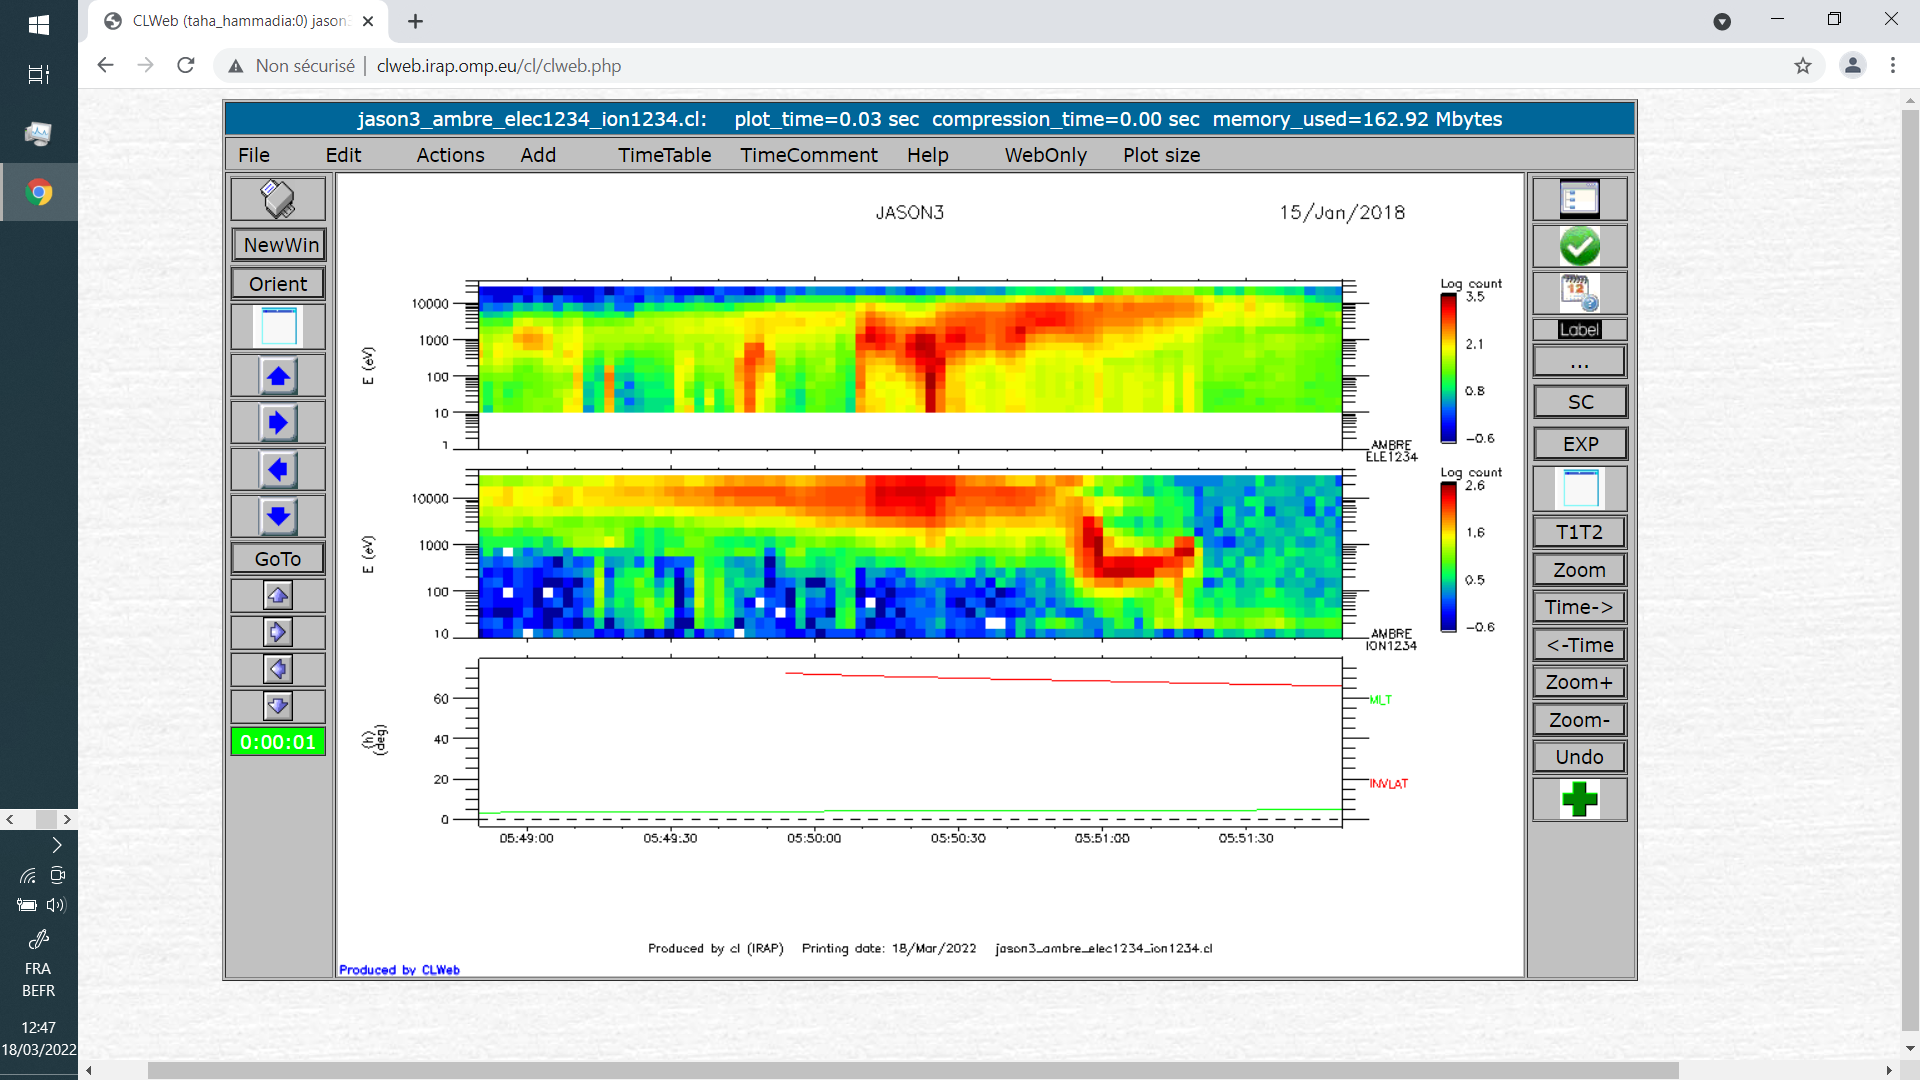 CLWeb (taha_hammadia:0) jason3
Non sécurisé | clweb.irap.omp.eu/cl/clweb.php
jason3_ambre_elec1234_ion1234.cl: plot_time=0.03 sec compression_time=0.00 sec memory_used=162.92 Mbytes
File Edit Actions Add TimeTable TimeComment Help WebOnly Plot size
NewWin
Orient
GoTo
0:00:01
JASON3 15/Jan/2018
10000
1000
100
10
1
E (eV)
Log count
3.5
2.1
0.8
−0.6
AMBRE
ELE1234
10000
1000
100
10
E (eV)
Log count
2.6
1.6
0.5
−0.6
AMBRE
ION1234
60
40
20
0
(h)
(deg)
MLT
INVLAT
05:49:00 05:49:30 05:50:00 05:50:30 05:51:00 05:51:30
Produced by cl (IRAP) Printing date: 18/Mar/2022 jason3_ambre_elec1234_ion1234.cl
Produced by CLWeb
12
Label
...
SC
EXP
T1T2
Zoom
Time->
<-Time
Zoom+
Zoom-
Undo
FRA
BEFR
12:47
18/03/2022